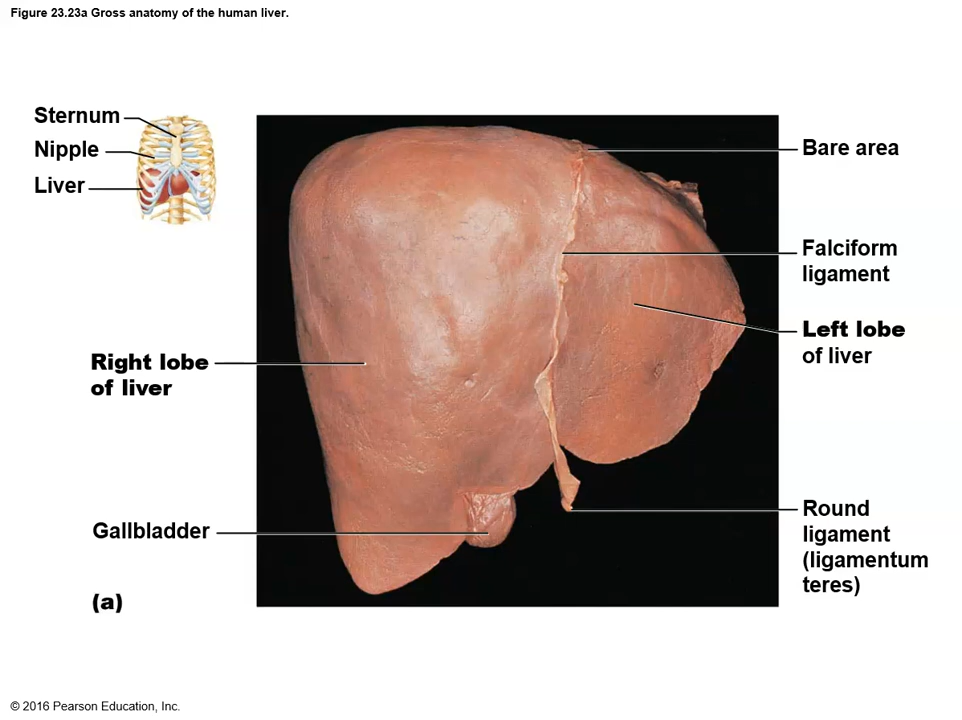 Figure 23.23a Gross anatomy of the human liver.
Sternum
Nipple
Liver
Bare area
Falciform
ligament
Left lobe
of liver
Right lobe
of liver
Gallbladder
Round
ligament
(ligamentum
teres)
(a)
© 2016 Pearson Education, Inc.